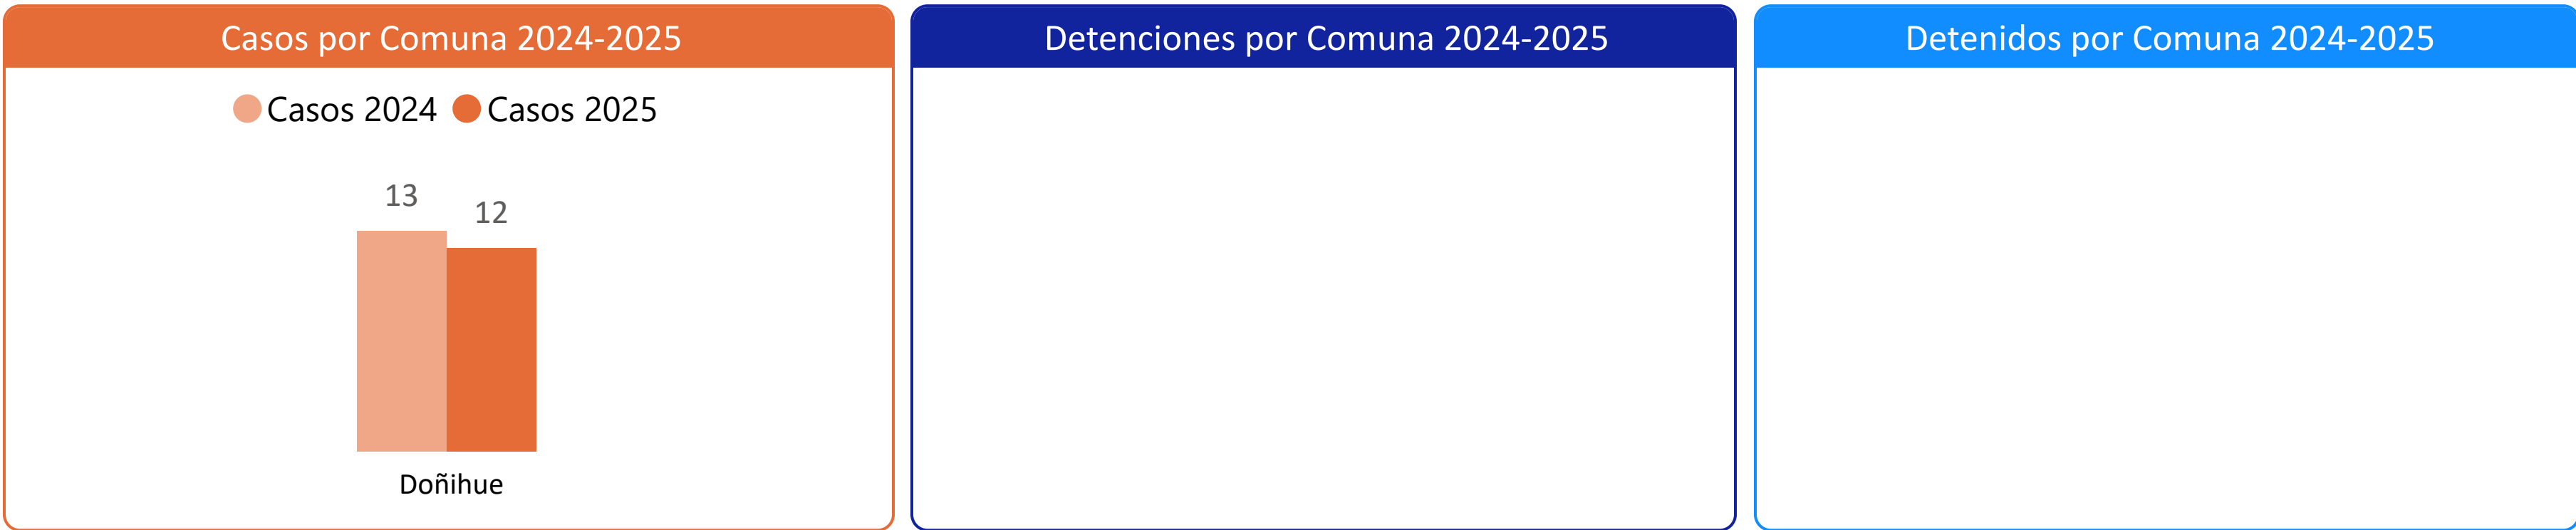 Casos por Comuna 2024-2025
Casos 2024 Casos 2025
13
12
Doñihue
Detenciones por Comuna 2024-2025
Detenidos por Comuna 2024-2025